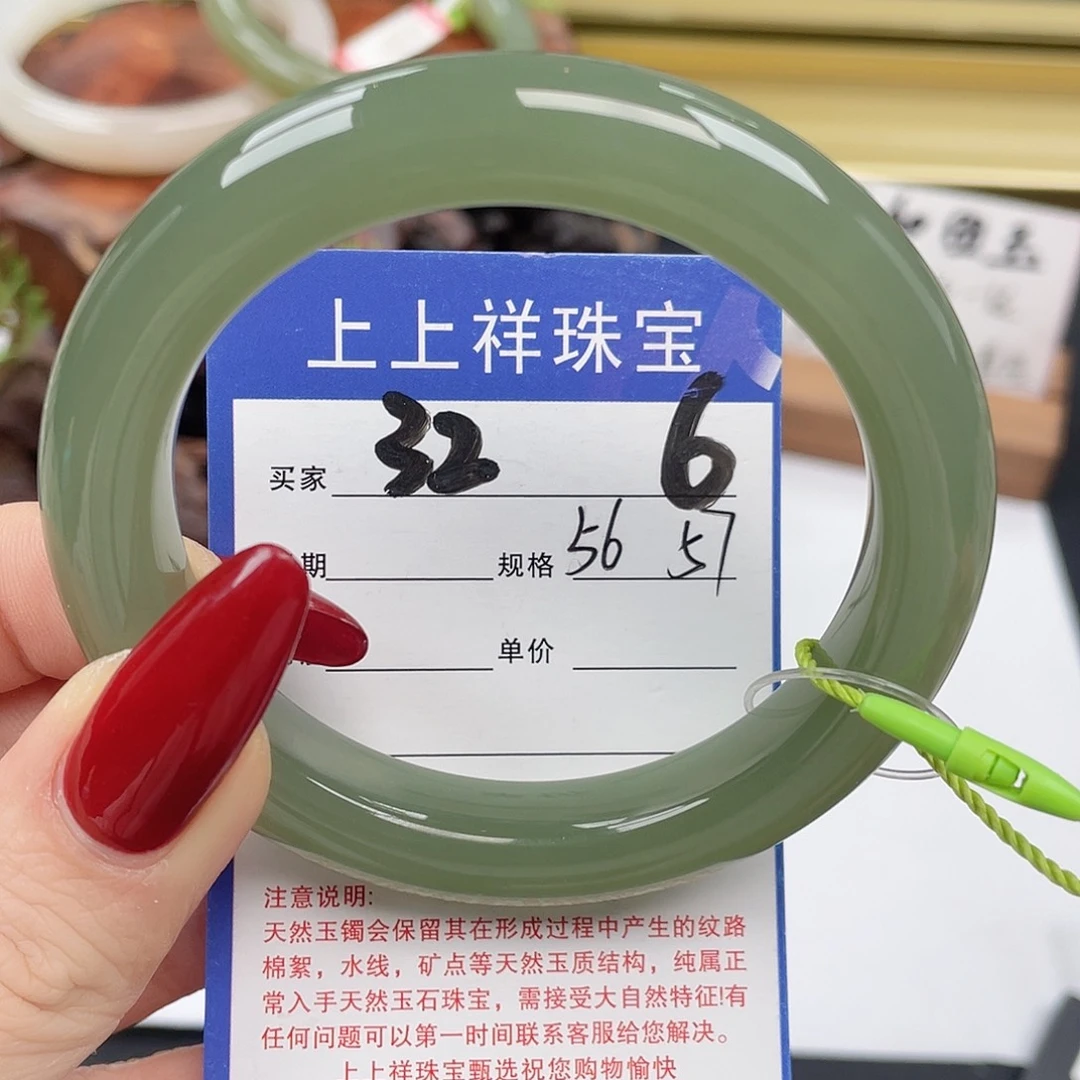 上上祥珠宝
买家 32 6
期 规格 56 57
单价
注意说明:
天然玉镯会保留其在形成过程中产生的纹路
棉絮，水线，矿点等天然玉质结构，纯属正
常入手天然玉石珠宝，需接受大自然特征!有
任何问题可以第一时间联系客服给您解决。
上上祥珠宝甄选祝您购物愉快